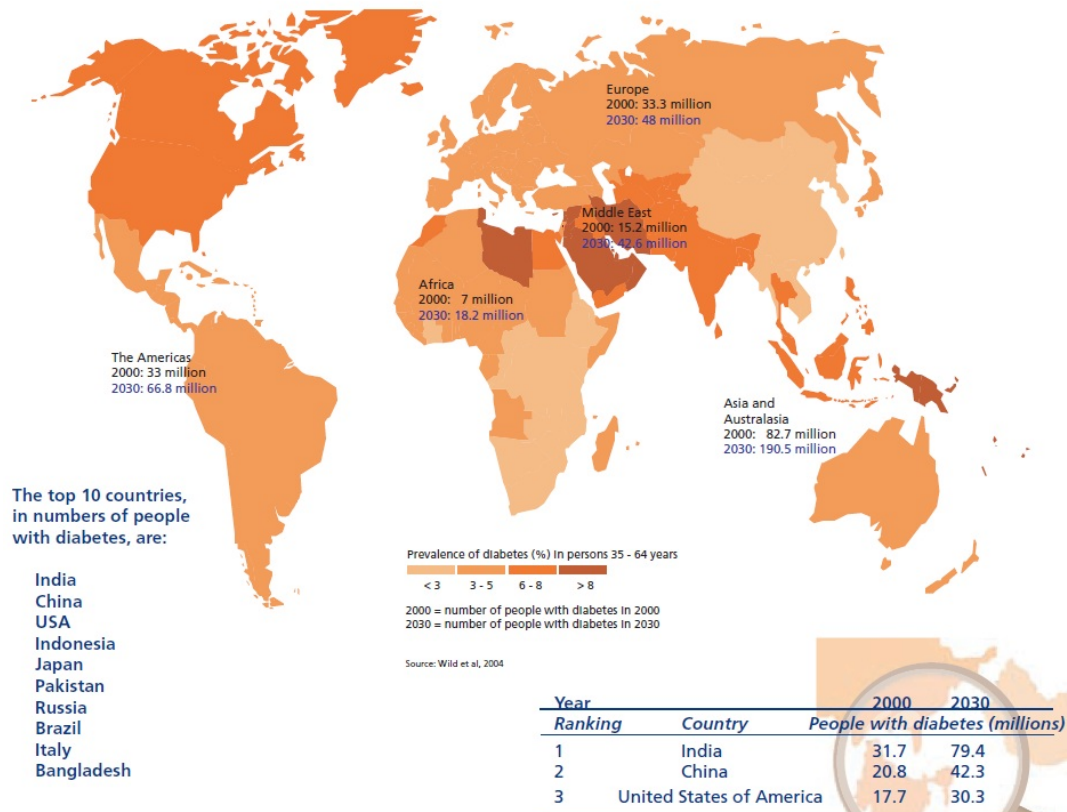 Europe
2000: 33.3 million
2030: 48 million
Middle East
2000: 15.2 million
2030: 42.6 million
Africa
2000: 7 million
2030: 18.2 million
The Americas
2000: 33 million
2030: 66.8 million
Asia and
Australasia
2000: 82.7 million
2030: 190.5 million
The top 10 countries,
in numbers of people
with diabetes, are:
India
China
USA
Indonesia
Japan
Pakistan
Russia
Brazil
Italy
Bangladesh
Prevalence of diabetes (%) in persons 35 - 64 years
< 3 3 - 5 6 - 8 > 8
2000 = number of people with diabetes in 2000
2030 = number of people with diabetes in 2030
Source: Wild et al, 2004
Year 2000 2030
Ranking Country People with diabetes (millions)
1 India 31.7 79.4
2 China 20.8 42.3
3 United States of America 17.7 30.3